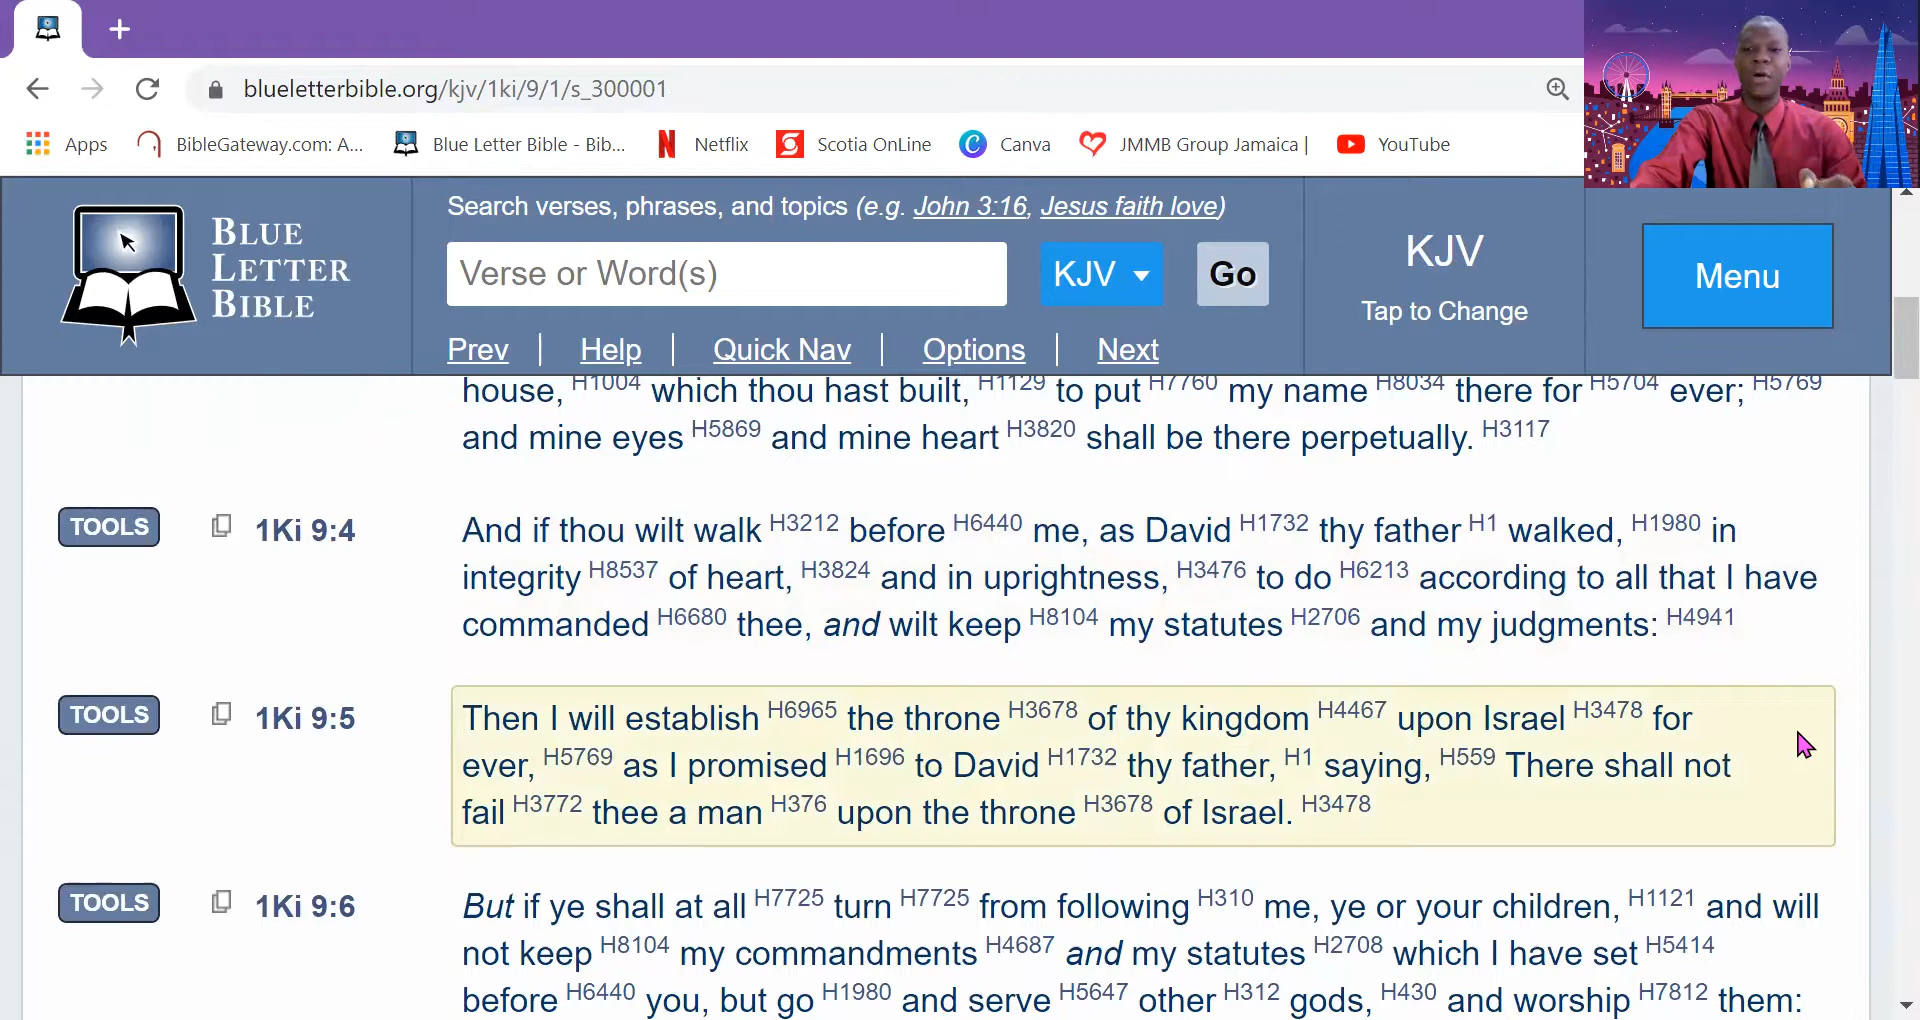 blueletterbible.org/kjv/1ki/9/1/s_300001
Apps BibleGateway.com: A... Blue Letter Bible - Bib... Netflix Scotia OnLine Canva JMMB Group Jamaica | YouTube
BLUE
LETTER
BIBLE
Search verses, phrases, and topics (e.g. John 3:16, Jesus faith love)
Verse or Word(s) KJV Go
Prev | Help | Quick Nav | Options | Next
KJV
Tap to Change
Menu
house, H1004 which thou hast built, H1129 to put H7760 my name H8034 there for H5704 ever; H5769
and mine eyes H5869 and mine heart H3820 shall be there perpetually. H3117
TOOLS 1Ki 9:4 And if thou wilt walk H3212 before H6440 me, as David H1732 thy father H1 walked, H1980 in
integrity H8537 of heart, H3824 and in uprightness, H3476 to do H6213 according to all that I have
commanded H6680 thee, and wilt keep H8104 my statutes H2706 and my judgments: H4941
TOOLS 1Ki 9:5 Then I will establish H6965 the throne H3678 of thy kingdom H4467 upon Israel H3478 for
ever, H5769 as I promised H1696 to David H1732 thy father, H1 saying, H559 There shall not
fail H3772 thee a man H376 upon the throne H3678 of Israel. H3478
TOOLS 1Ki 9:6 But if ye shall at all H7725 turn H7725 from following H310 me, ye or your children, H1121 and will
not keep H8104 my commandments H4687 and my statutes H2708 which I have set H5414
before H6440 you, but go H1980 and serve H5647 other H312 gods, H430 and worship H7812 them: